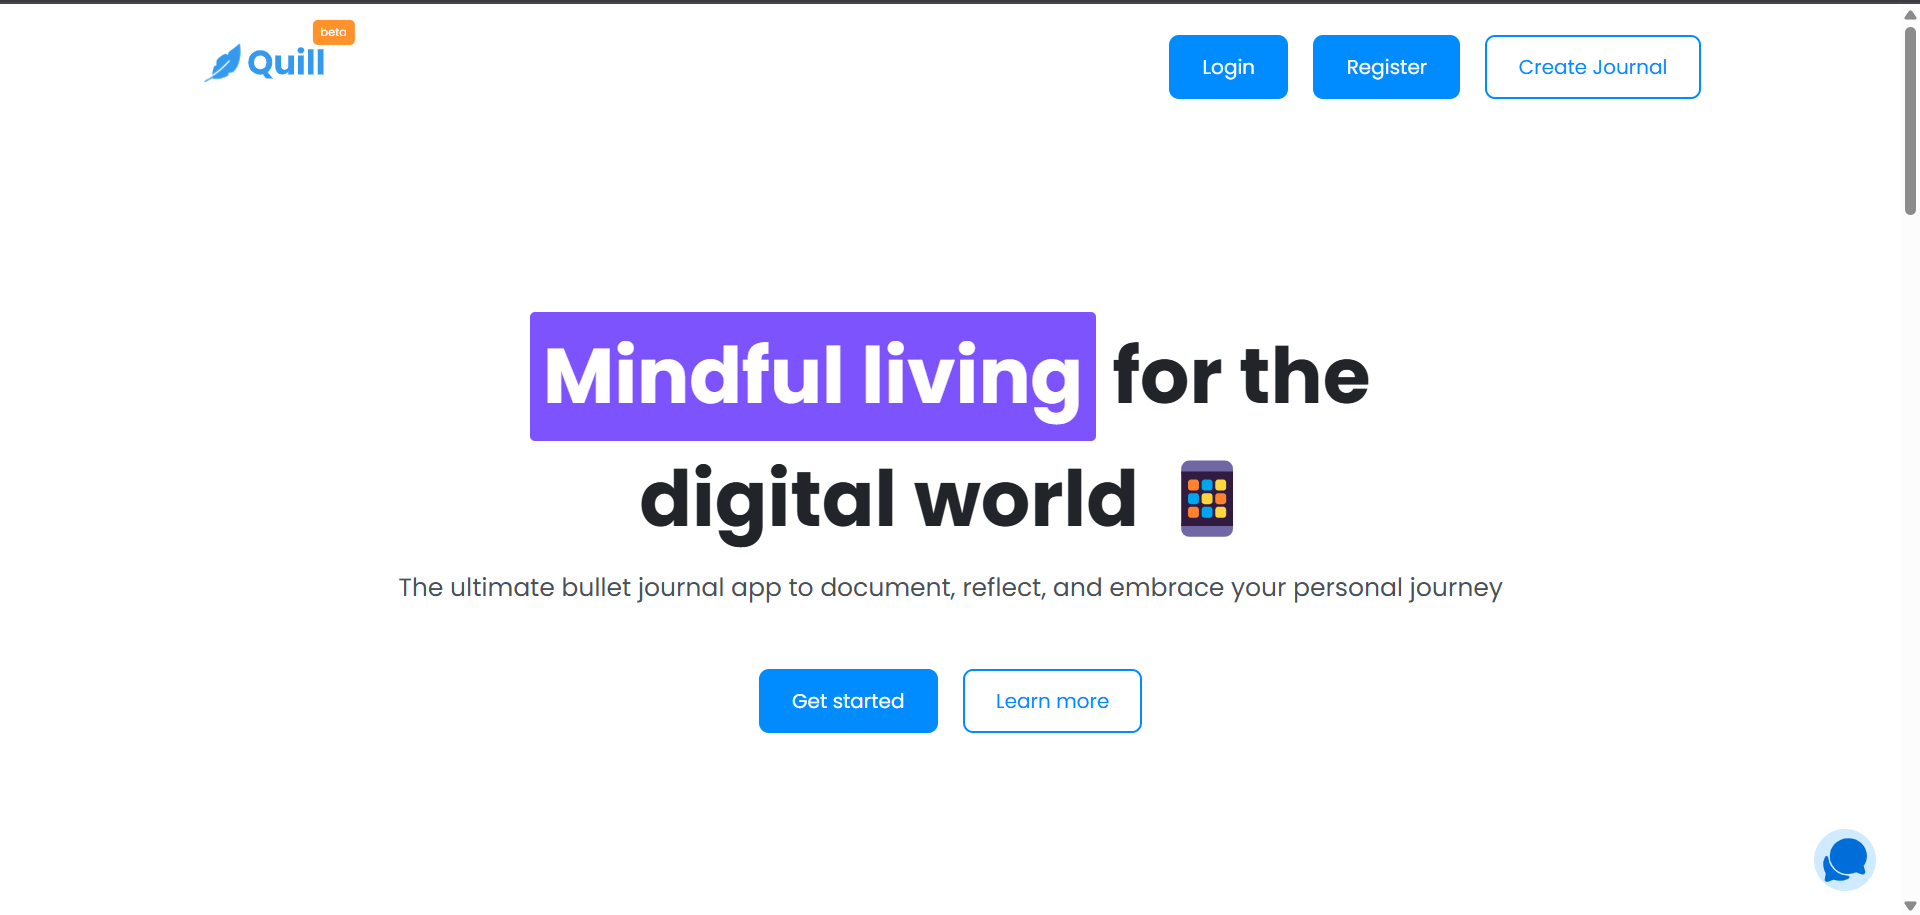 beta
Quill
Login
Register
Create Journal
Mindful living for the
digital world
The ultimate bullet journal app to document, reflect, and embrace your personal journey
Get started
Learn more